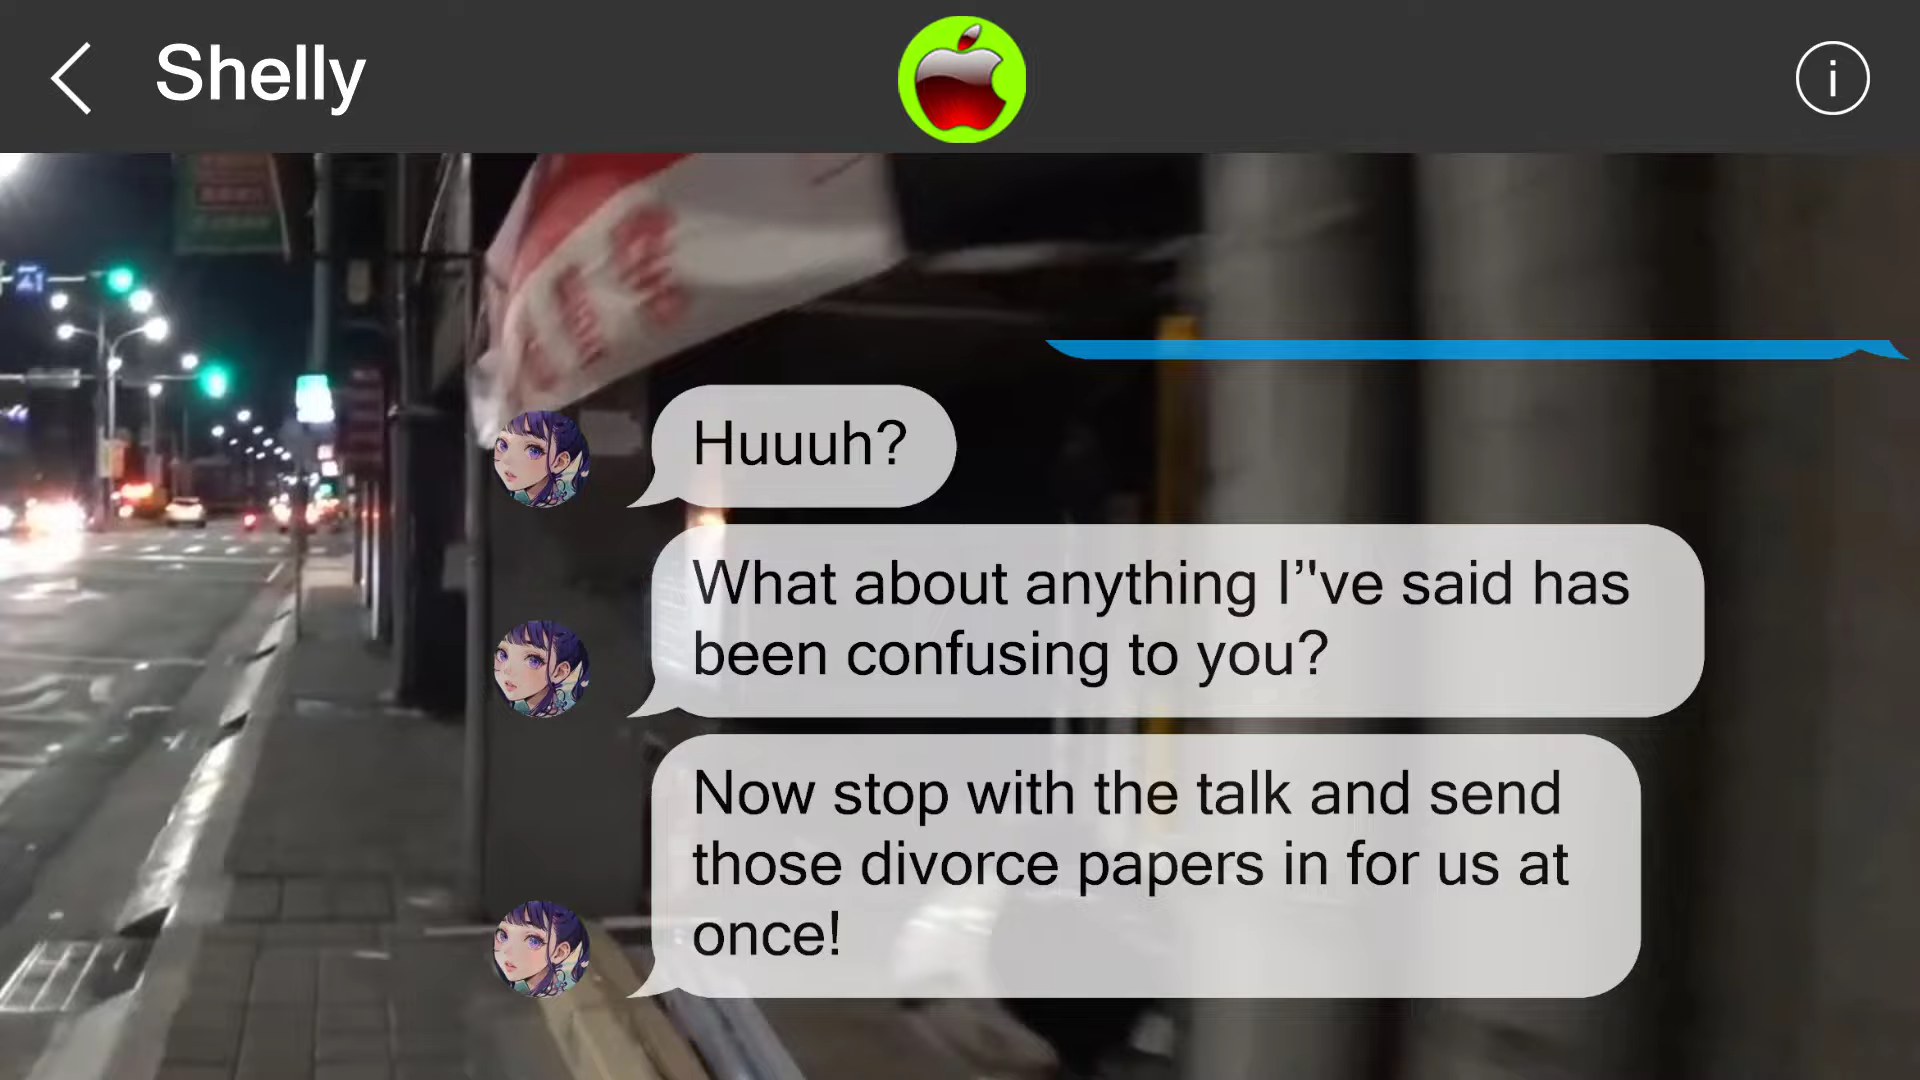 Shelly
i
Huuuh?
What about anything I’'ve said has
been confusing to you?
Now stop with the talk and send
those divorce papers in for us at
once!